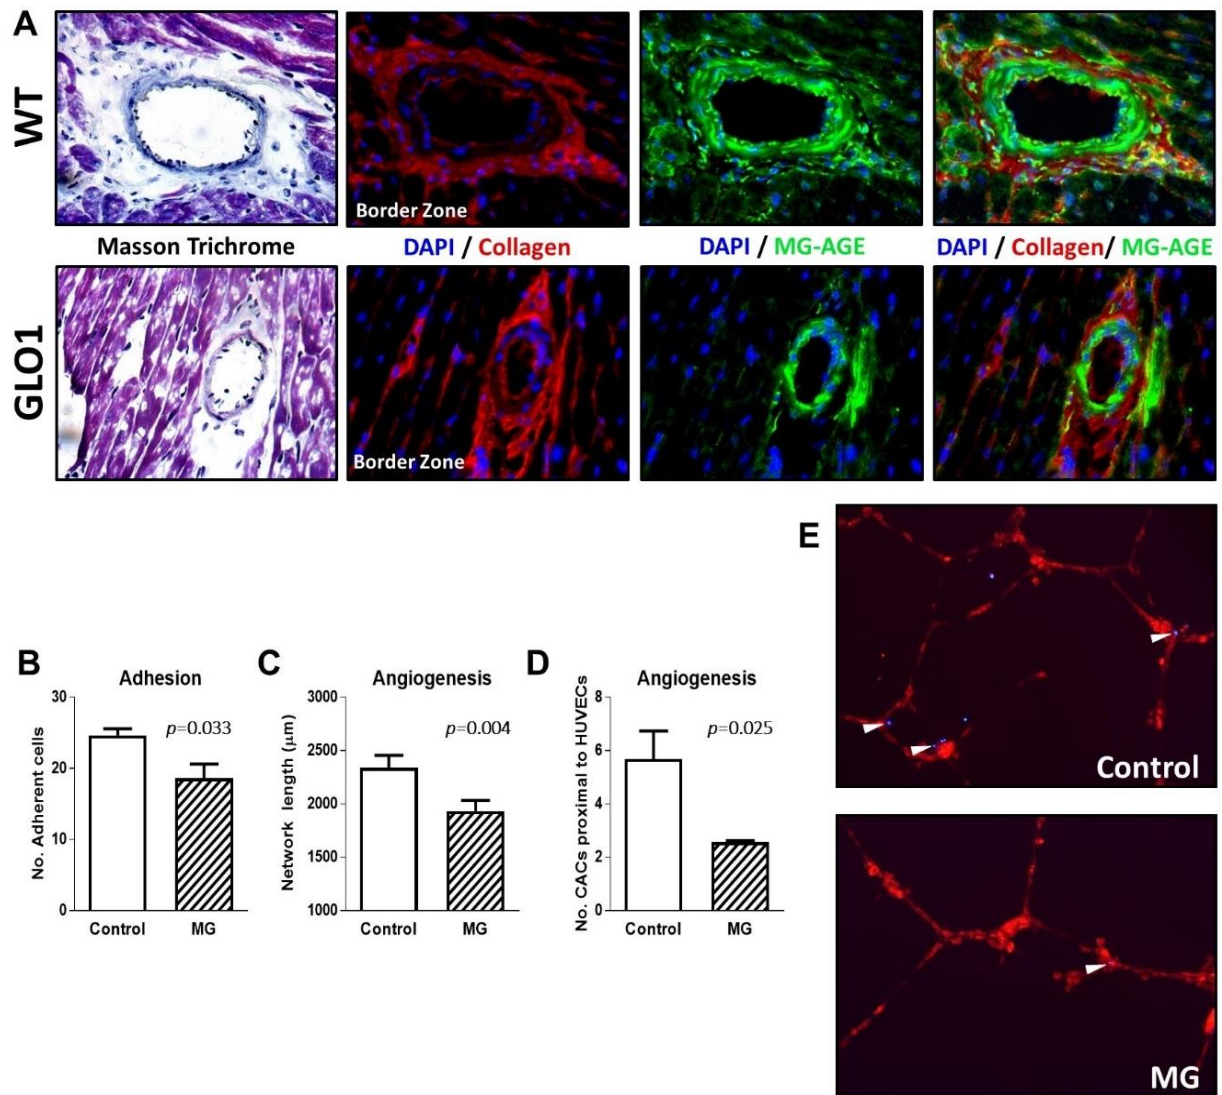 A
WT
Border Zone
Masson Trichrome
DAPI / Collagen
DAPI / MG-AGE
DAPI / Collagen/ MG-AGE
GLO1
Border Zone
B
Adhesion
p=0.033
No. Adherent cells
30
20
10
0
Control
MG
C
Angiogenesis
p=0.004
Network length (μm)
3000
2500
2000
1500
1000
Control
MG
D
Angiogenesis
p=0.025
No. CACs proximal to HUVECs
8
6
4
2
0
Control
MG
E
Control
MG